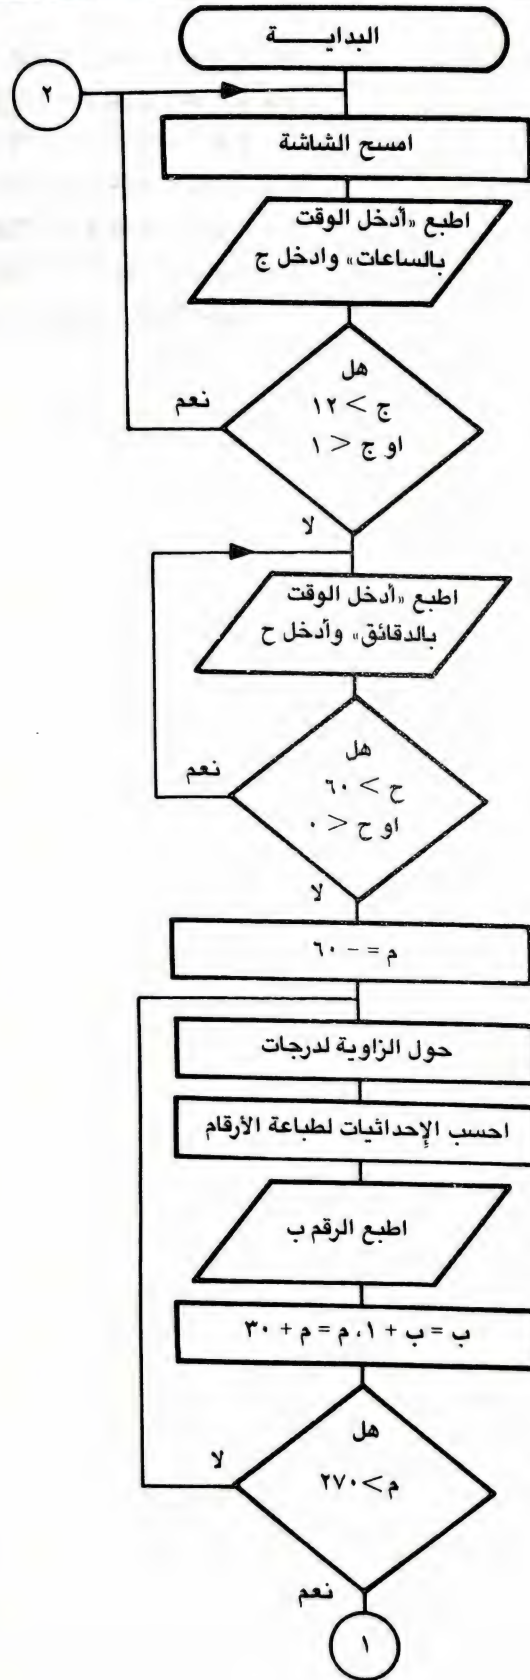 البدايـــــة
٢
امسح الشاشة
اطبع «أدخل الوقت
بالساعات» وادخل ج
هل
ج > ١٢
او ج < ١
نعم
لا
اطبع «أدخل الوقت
بالدقائق» وأدخل ح
هل
ح > ٦٠
او ح < ٠
نعم
لا
م = - ٦٠
حول الزاوية لدرجات
احسب الإحداثيات لطباعة الأرقام
اطبع الرقم ب
ب = ب + ١، م = م + ٣٠
هل
م > ٢٧٠
لا
نعم
١